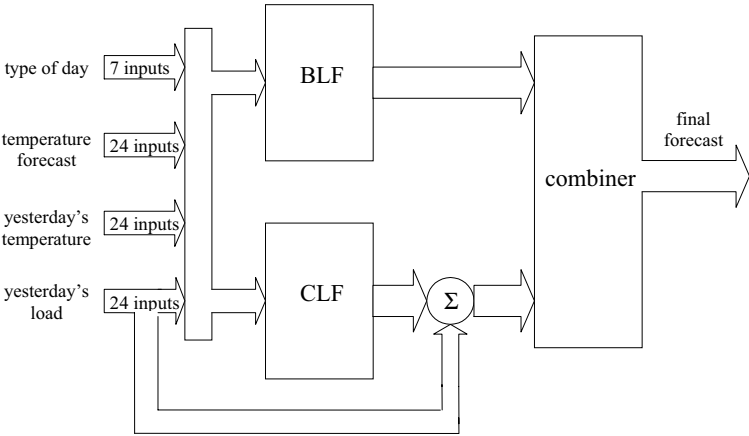 type of day
7 inputs
temperature
forecast
24 inputs
yesterday's
temperature
24 inputs
yesterday's
load
24 inputs
BLF
CLF
Σ
combiner
final
forecast